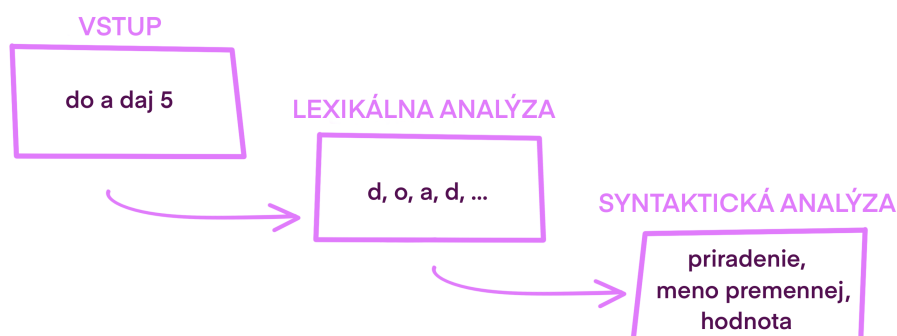 VSTUP
do a daj 5
LEXIKÁLNA ANALÝZA
d, o, a, d, ...
SYNTAKTICKÁ ANALÝZA
priradenie,
meno premennej,
hodnota